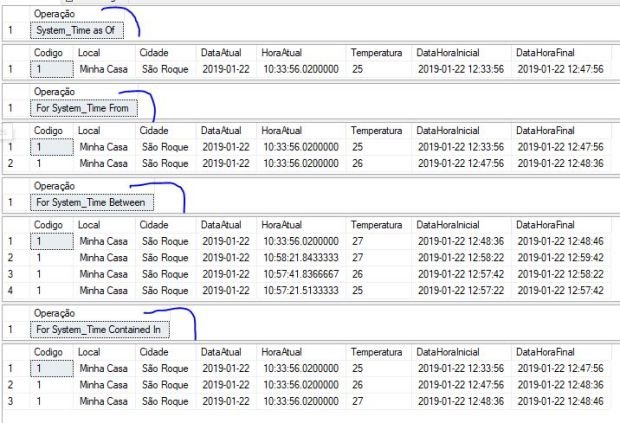 Operação
1 System_Time as Of
Codigo Local Cidade DataAtual HoraAtual Temperatura DataHoraInicial DataHoraFinal
1 1 Minha Casa São Roque 2019-01-22 10:33:56.0200000 25 2019-01-22 12:33:56 2019-01-22 12:47:56
Operação
1 For System_Time From
Codigo Local Cidade DataAtual HoraAtual Temperatura DataHoraInicial DataHoraFinal
1 1 Minha Casa São Roque 2019-01-22 10:33:56.0200000 25 2019-01-22 12:33:56 2019-01-22 12:47:56
2 1 Minha Casa São Roque 2019-01-22 10:33:56.0200000 26 2019-01-22 12:47:56 2019-01-22 12:48:36
Operação
1 For System_Time Between
Codigo Local Cidade DataAtual HoraAtual Temperatura DataHoraInicial DataHoraFinal
1 1 Minha Casa São Roque 2019-01-22 10:33:56.0200000 27 2019-01-22 12:48:36 2019-01-22 12:48:46
2 1 Minha Casa São Roque 2019-01-22 10:58:21.8433333 27 2019-01-22 12:58:22 2019-01-22 12:59:42
3 1 Minha Casa São Roque 2019-01-22 10:57:41.8366667 26 2019-01-22 12:57:42 2019-01-22 12:58:22
4 1 Minha Casa São Roque 2019-01-22 10:57:21.5133333 25 2019-01-22 12:57:22 2019-01-22 12:57:42
Operação
1 For System_Time Contained In
Codigo Local Cidade DataAtual HoraAtual Temperatura DataHoraInicial DataHoraFinal
1 1 Minha Casa São Roque 2019-01-22 10:33:56.0200000 25 2019-01-22 12:33:56 2019-01-22 12:47:56
2 1 Minha Casa São Roque 2019-01-22 10:33:56.0200000 26 2019-01-22 12:47:56 2019-01-22 12:48:36
3 1 Minha Casa São Roque 2019-01-22 10:33:56.0200000 27 2019-01-22 12:48:36 2019-01-22 12:48:46